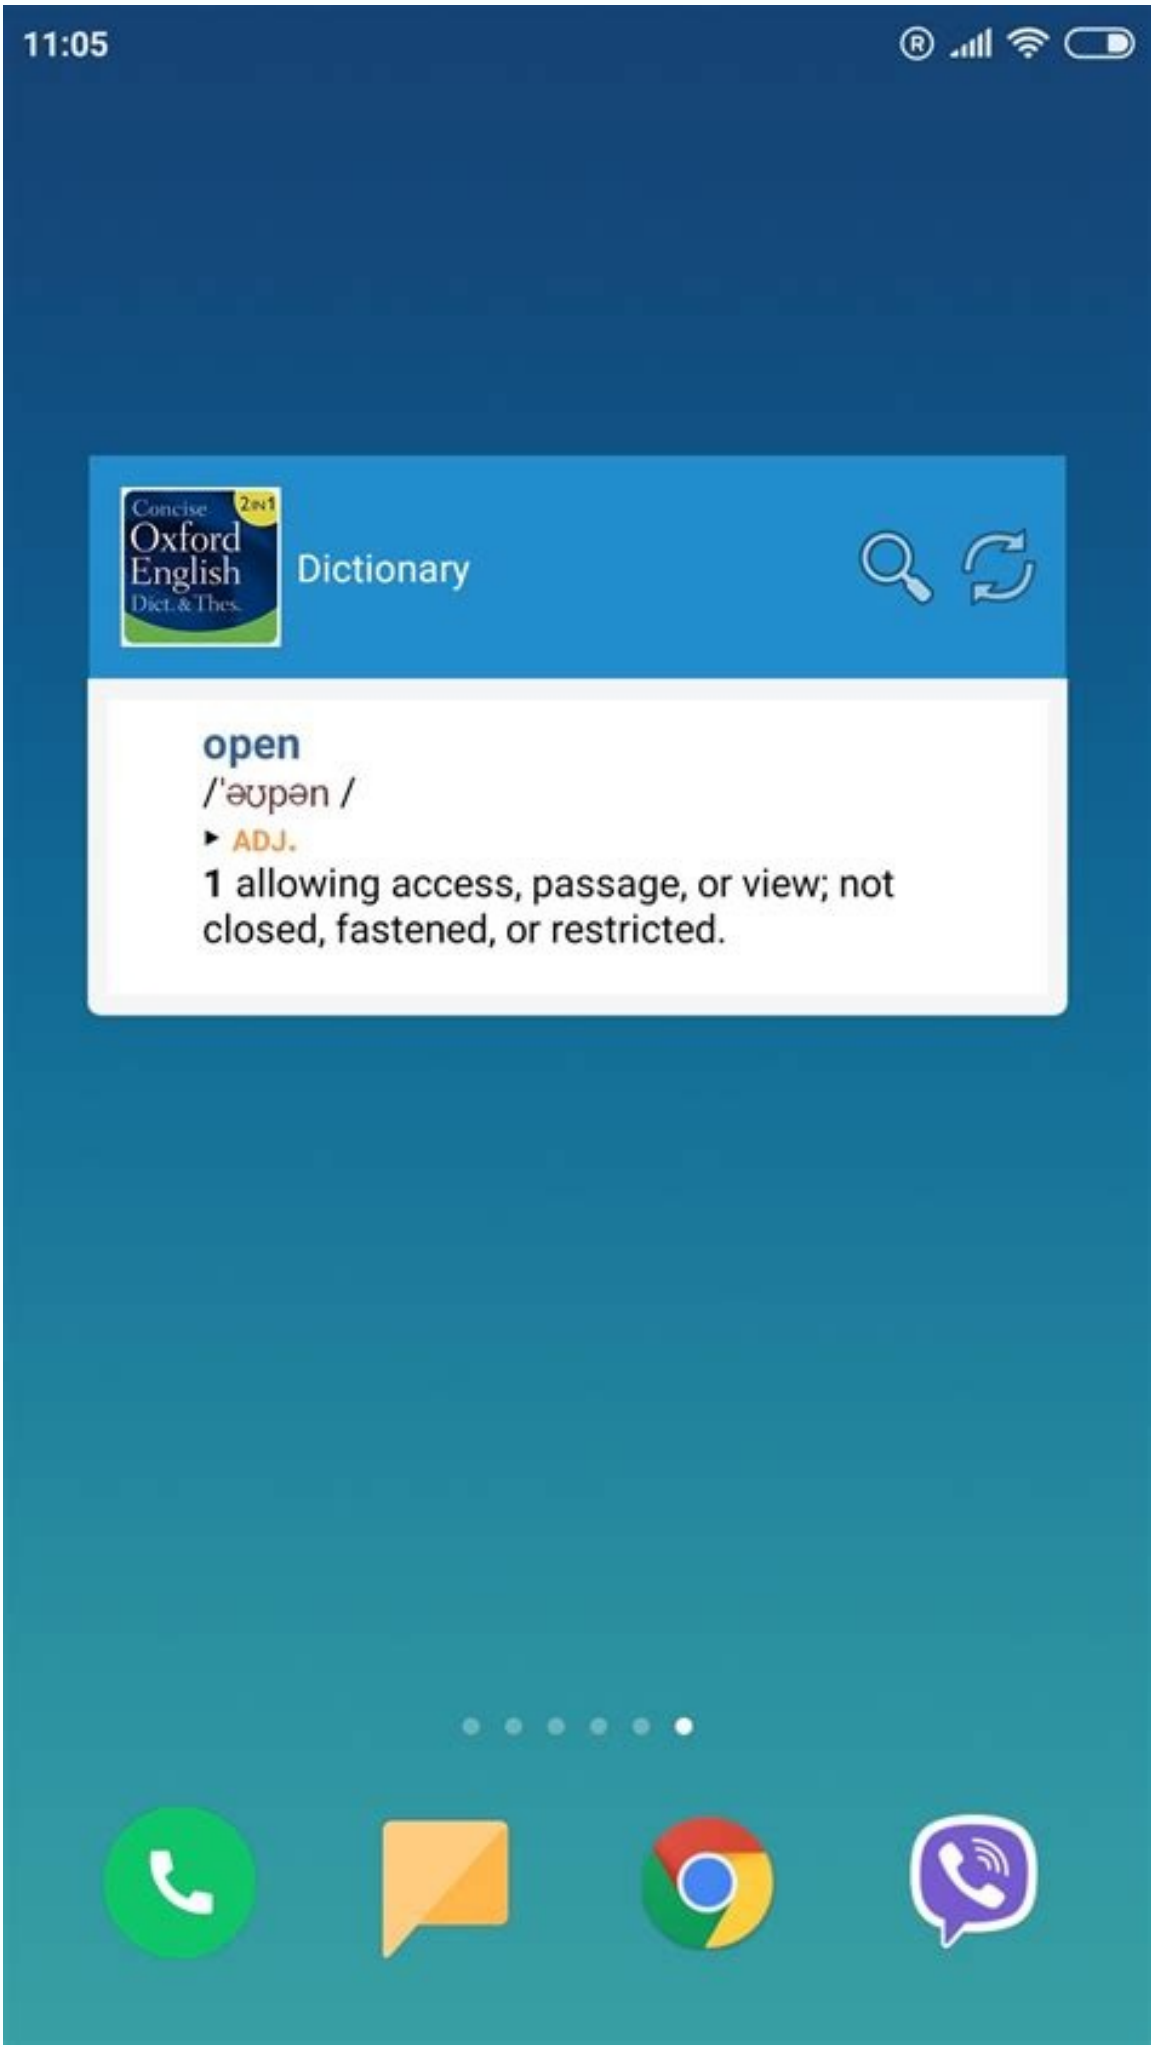 11:05
®
Concise
2IN1
Oxford
English
Dict. & Thes.
Dictionary
open
/ˈəʊpən /
▸ ADJ.
1 allowing access, passage, or view; not
closed, fastened, or restricted.